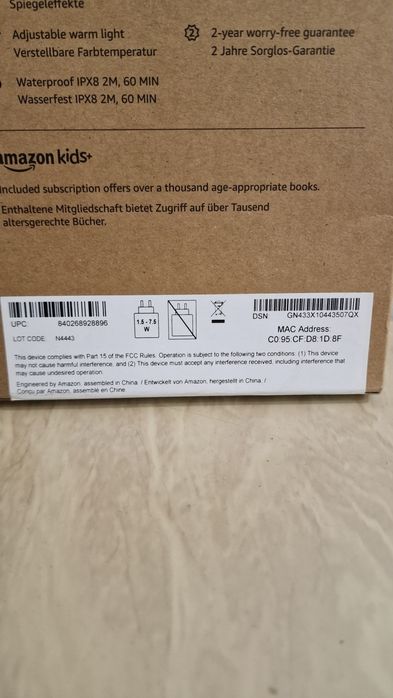 Spiegeleffekte
Adjustable warm light
Verstellbare Farbtemperatur
Waterproof IPX8 2M, 60 MIN
Wasserfest IPX8 2M, 60 MIN
2
2-year worry-free guarantee
2 Jahre Sorglos-Garantie
amazon kids+
Included subscription offers over a thousand age-appropriate books.
Enthaltene Mitgliedschaft bietet Zugriff auf über Tausend
altersgerechte Bücher.
UPC: 840268928896
LOT CODE: N4443
1.5 - 7.5
W
DSN: GN433X10443507QX
MAC Address:
C0:95:CF:D8:1D:8F
This device complies with Part 15 of the FCC Rules. Operation is subject to the following two conditions: (1) This device
may not cause harmful interference, and (2) This device must accept any interference received, including interference that
may cause undesired operation.
Engineered by Amazon, assembled in China / Entwickelt von Amazon, hergestellt in China. /
Conçu par Amazon, assemblé en Chine.